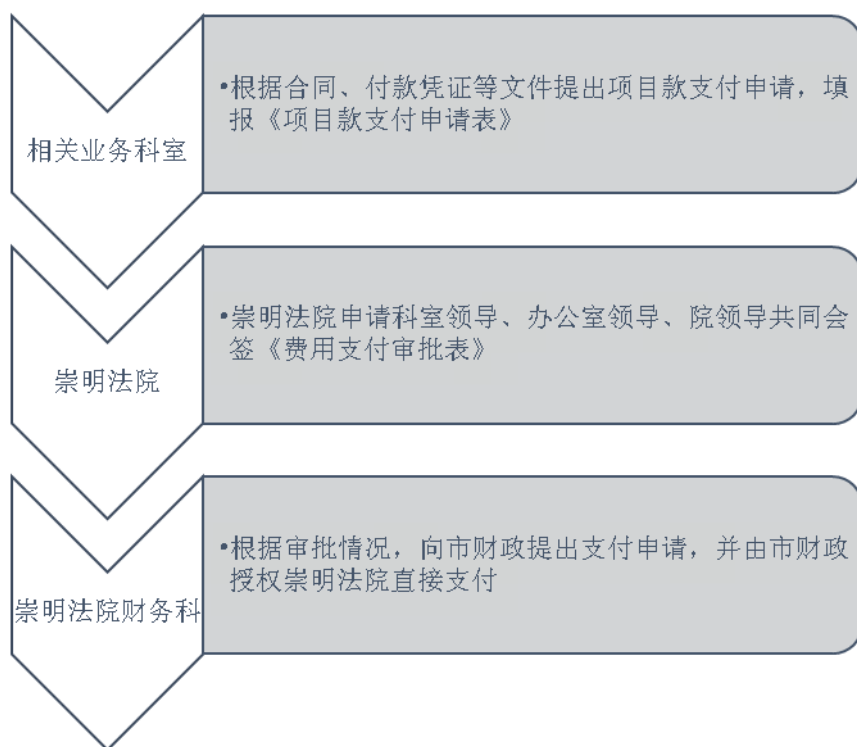 相关业务科室
•根据合同、付款凭证等文件提出项目款支付申请，填
报《项目款支付申请表》
崇明法院
•崇明法院申请科室领导、办公室领导、院领导共同会
签《费用支付审批表》
崇明法院财务科
•根据审批情况，向市财政提出支付申请，并由市财政
授权崇明法院直接支付